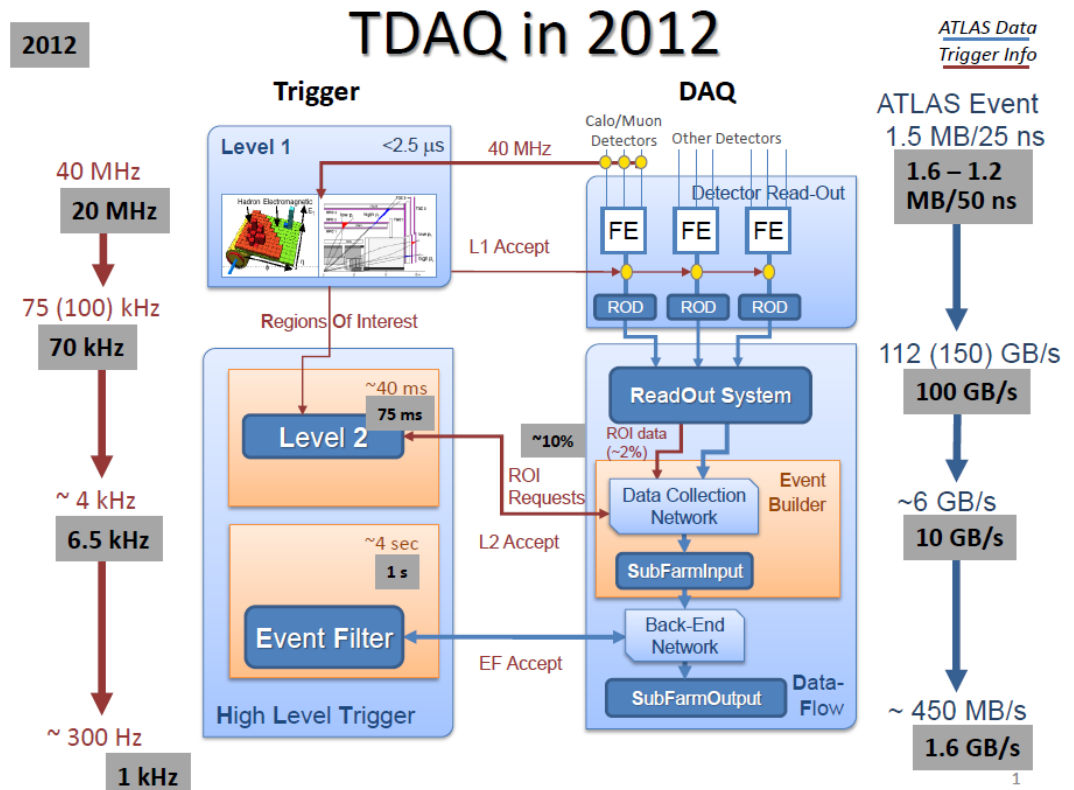 2012
TDAQ in 2012
ATLAS Data
Trigger Info
Trigger
DAQ
ATLAS Event
1.5 MB/25 ns
1.6 – 1.2
MB/50 ns
112 (150) GB/s
100 GB/s
~6 GB/s
10 GB/s
~ 450 MB/s
1.6 GB/s
40 MHz
20 MHz
75 (100) kHz
70 kHz
~ 4 kHz
6.5 kHz
~ 300 Hz
1 kHz
Level 1
<2.5 μs
Hadron Electromagnetic
40 MHz
L1 Accept
Regions Of Interest
~40 ms
75 ms
Level 2
~4 sec
1 s
Event Filter
High Level Trigger
~10%
ROI
Requests
L2 Accept
EF Accept
Calo/Muon
Detectors
Other Detectors
Detector Read-Out
FE
FE
FE
ROD
ROD
ROD
ReadOut System
ROI data
(~2%)
Event
Builder
Data Collection
Network
SubFarmInput
Back-End
Network
SubFarmOutput
Data-
Flow
1